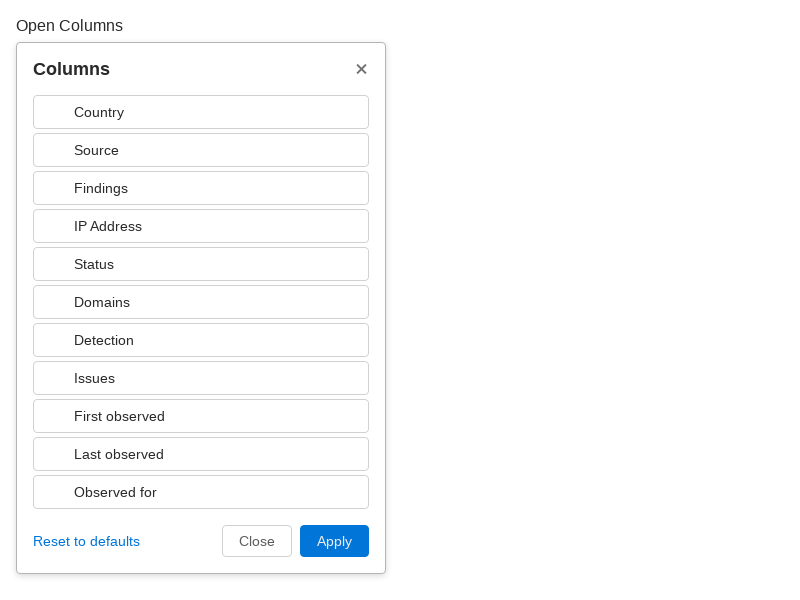 Open Columns
Columns
Country
Source
Findings
IP Address
Status
Domains
Detection
Issues
First observed
Last observed
Observed for
Reset to defaults Close Apply